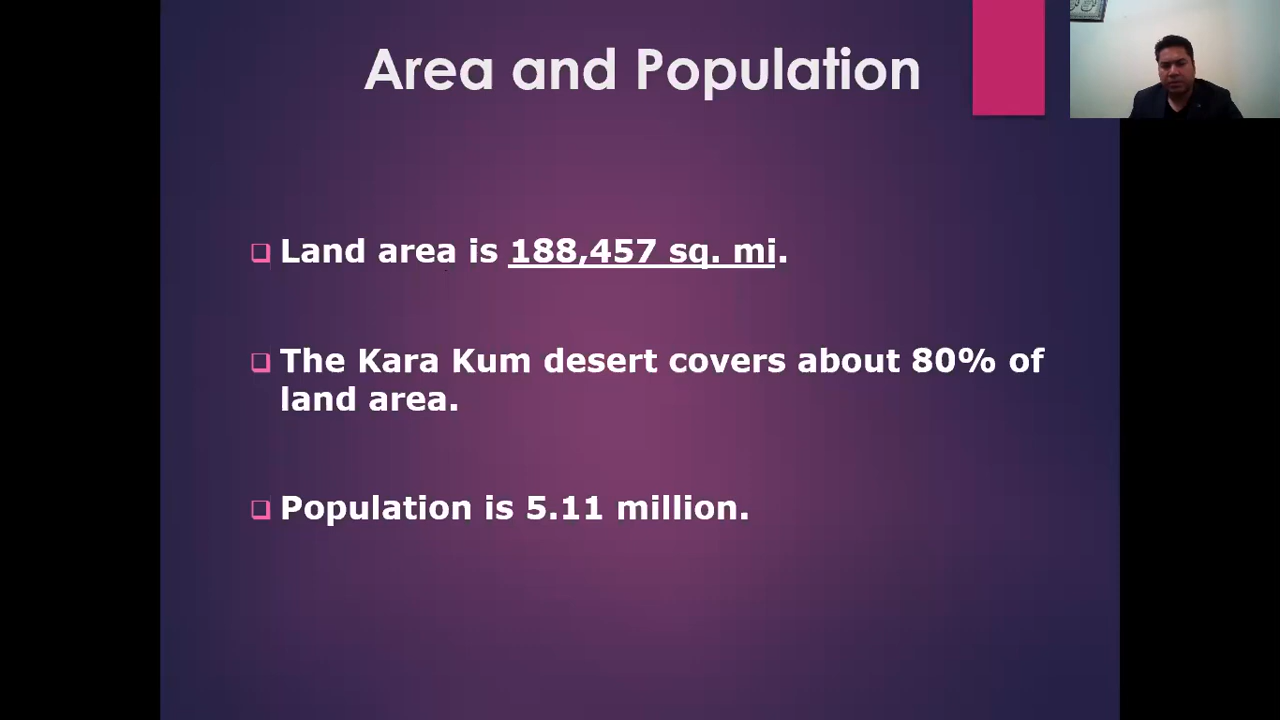 Area and Population
Land area is 188,457 sq. mi.
The Kara Kum desert covers about 80% of
land area.
Population is 5.11 million.